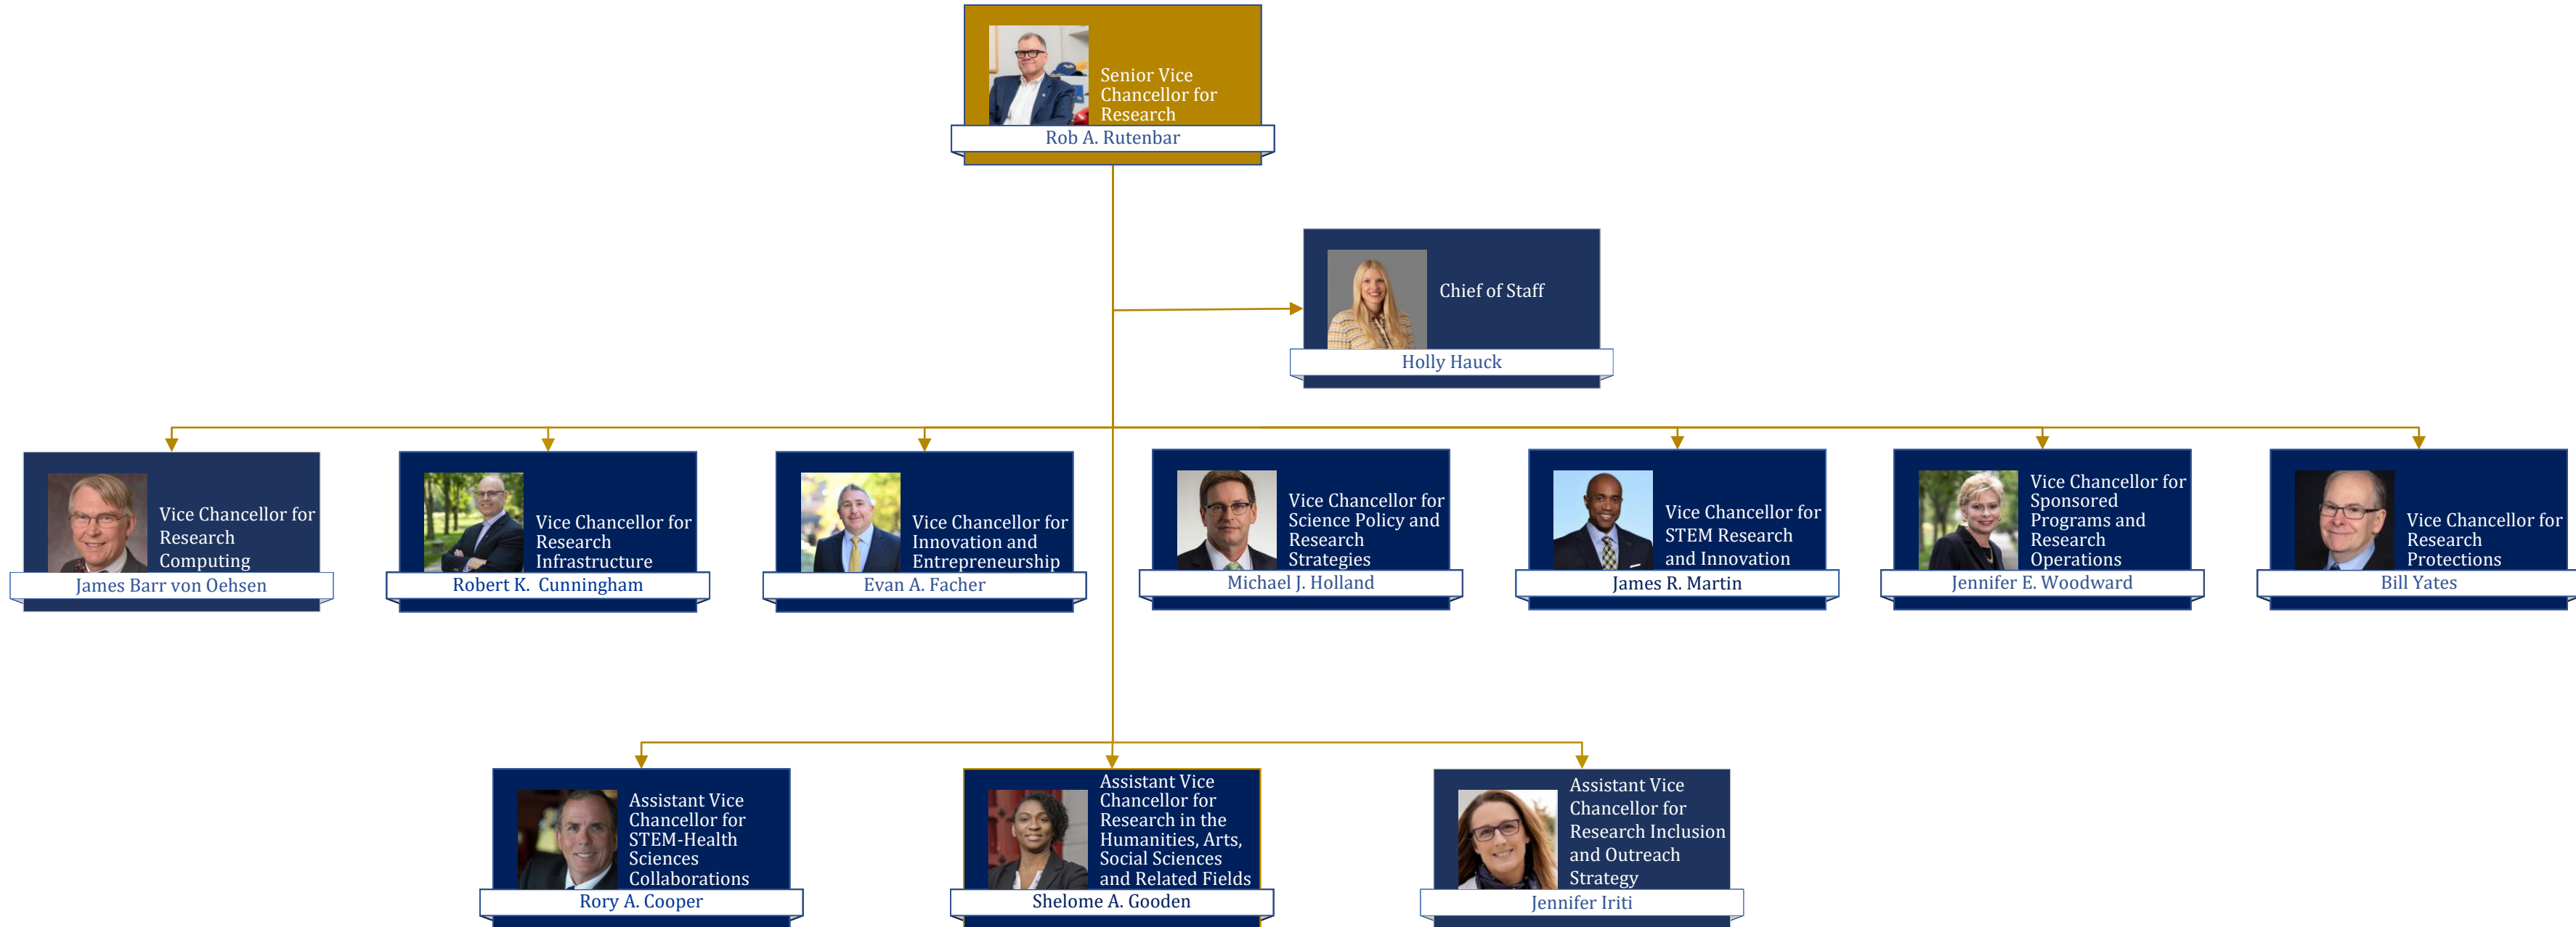 Senior Vice
Chancellor for
Research
Rob A. Rutenbar
Chief of Staff
Holly Hauck
Vice Chancellor for
Research
Computing
James Barr von Oehsen
Vice Chancellor for
Research
Infrastructure
Robert K. Cunningham
Vice Chancellor for
Innovation and
Entrepreneurship
Evan A. Facher
Vice Chancellor for
Science Policy and
Research
Strategies
Michael J. Holland
Vice Chancellor for
STEM Research
and Innovation
James R. Martin
Vice Chancellor for
Sponsored
Programs and
Research
Operations
Jennifer E. Woodward
Vice Chancellor for
Research
Protections
Bill Yates
Assistant Vice
Chancellor for
STEM-Health
Sciences
Collaborations
Rory A. Cooper
Assistant Vice
Chancellor for
Research in the
Humanities, Arts,
Social Sciences
and Related Fields
Shelome A. Gooden
Assistant Vice
Chancellor for
Research Inclusion
and Outreach
Strategy
Jennifer Iriti